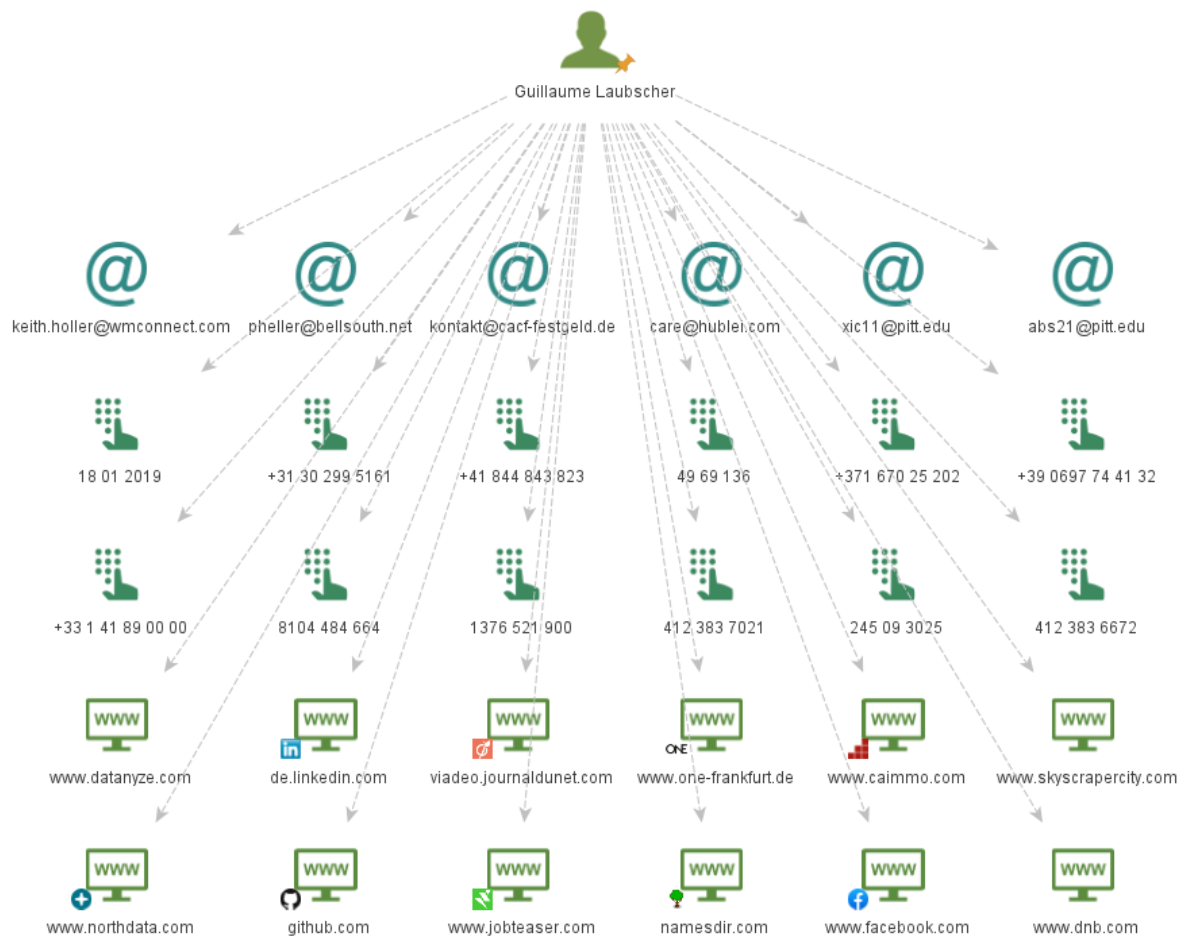 Guillaume Laubscher
keith.holler@wmconnect.com pheller@bellsouth.net kontakt@cacf-festgeld.de care@hublei.com xic11@pitt.edu abs21@pitt.edu
18 01 2019 +31 30 299 5161 +41 844 843 823 49 69 136 +371 670 25 202 +39 0697 74 41 32
+33 1 41 89 00 00 8104 484 664 1376 521 900 412 383 7021 245 09 3025 412 383 6672
www www www www www www
in ONE
www.datanyze.com de.linkedin.com viadeo.journaldunet.com www.one-frankfurt.de www.caimmo.com www.skyscrapercity.com
www www www www www www
www.northdata.com github.com www.jobteaser.com namesdir.com www.facebook.com www.dnb.com